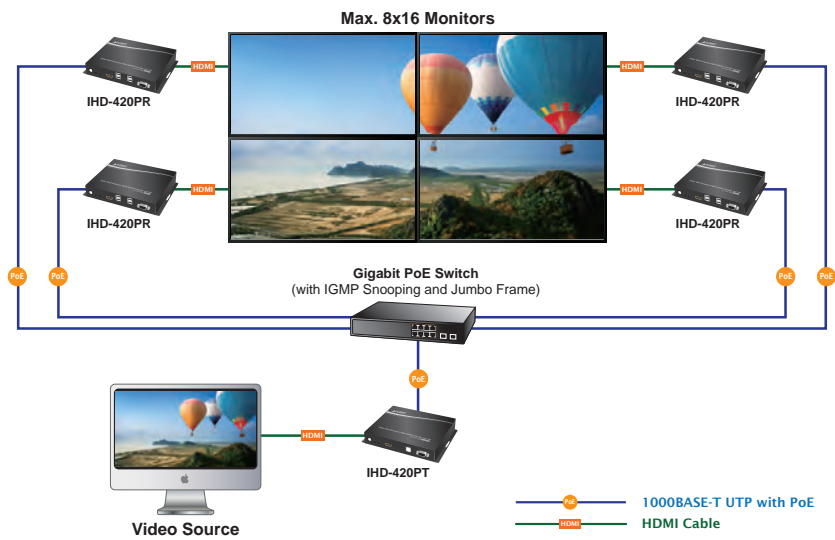 Max. 8x16 Monitors
HDMI
HDMI
IHD-420PR
IHD-420PR
HDMI
HDMI
IHD-420PR
IHD-420PR
PoE
PoE
Gigabit PoE Switch
(with IGMP Snooping and Jumbo Frame)
PoE
PoE
PoE
HDMI
IHD-420PT
Video Source
PoE
1000BASE-T UTP with PoE
HDMI
HDMI Cable